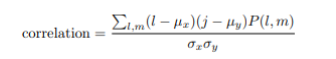 correlation = \frac{\sum_{l,m}(l - \mu_x)(j - \mu_y)P(l,m)}{\sigma_x \sigma_y}